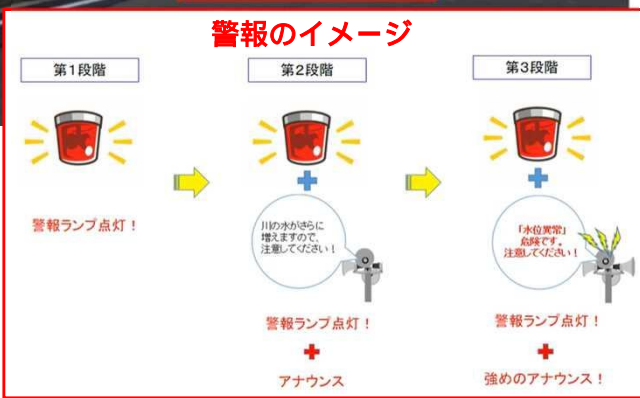 警報のイメージ
第1段階
第2段階
第3段階
警報ランプ点灯！
川の水がさらに
増えますので、
注意してください！
「水位異常」
危険です。
注意してください！
警報ランプ点灯！
+
アナウンス
警報ランプ点灯！
+
強めのアナウンス！